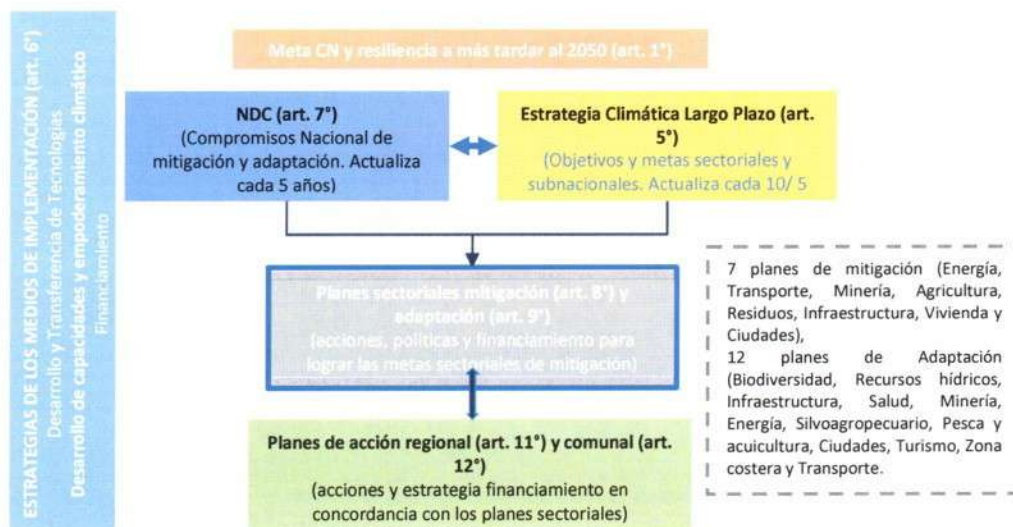 ESTRATEGIAS DE LOS MEDIOS DE IMPLEMENTACIÓN (art. 6°)
Desarrollo y Transferencia de Tecnologías
Desarrollo de capacidades y empoderamiento climático
Financiamiento
Meta CN y resiliencia a más tardar al 2050 (art. 1°)
NDC (art. 7°)
(Compromisos Nacional de
mitigación y adaptación. Actualiza
cada 5 años)
Estrategia Climática Largo Plazo (art.
5°)
(Objetivos y metas sectoriales y
subnacionales. Actualiza cada 10/ 5
Planes sectoriales mitigación (art. 8°) y
adaptación (art. 9°)
(acciones, políticas y financiamiento para
lograr las metas sectoriales de mitigación)
Planes de acción regional (art. 11°) y comunal (art.
12°)
(acciones y estrategia financiamiento en
concordancia con los planes sectoriales)
7 planes de mitigación (Energía,
Transporte, Minería, Agricultura,
Residuos, Infraestructura, Vivienda y
Ciudades),
12 planes de Adaptación
(Biodiversidad, Recursos hídricos,
Infraestructura, Salud, Minería,
Energía, Silvoagropecuario, Pesca y
acuicultura, Ciudades, Turismo, Zona
costera y Transporte.